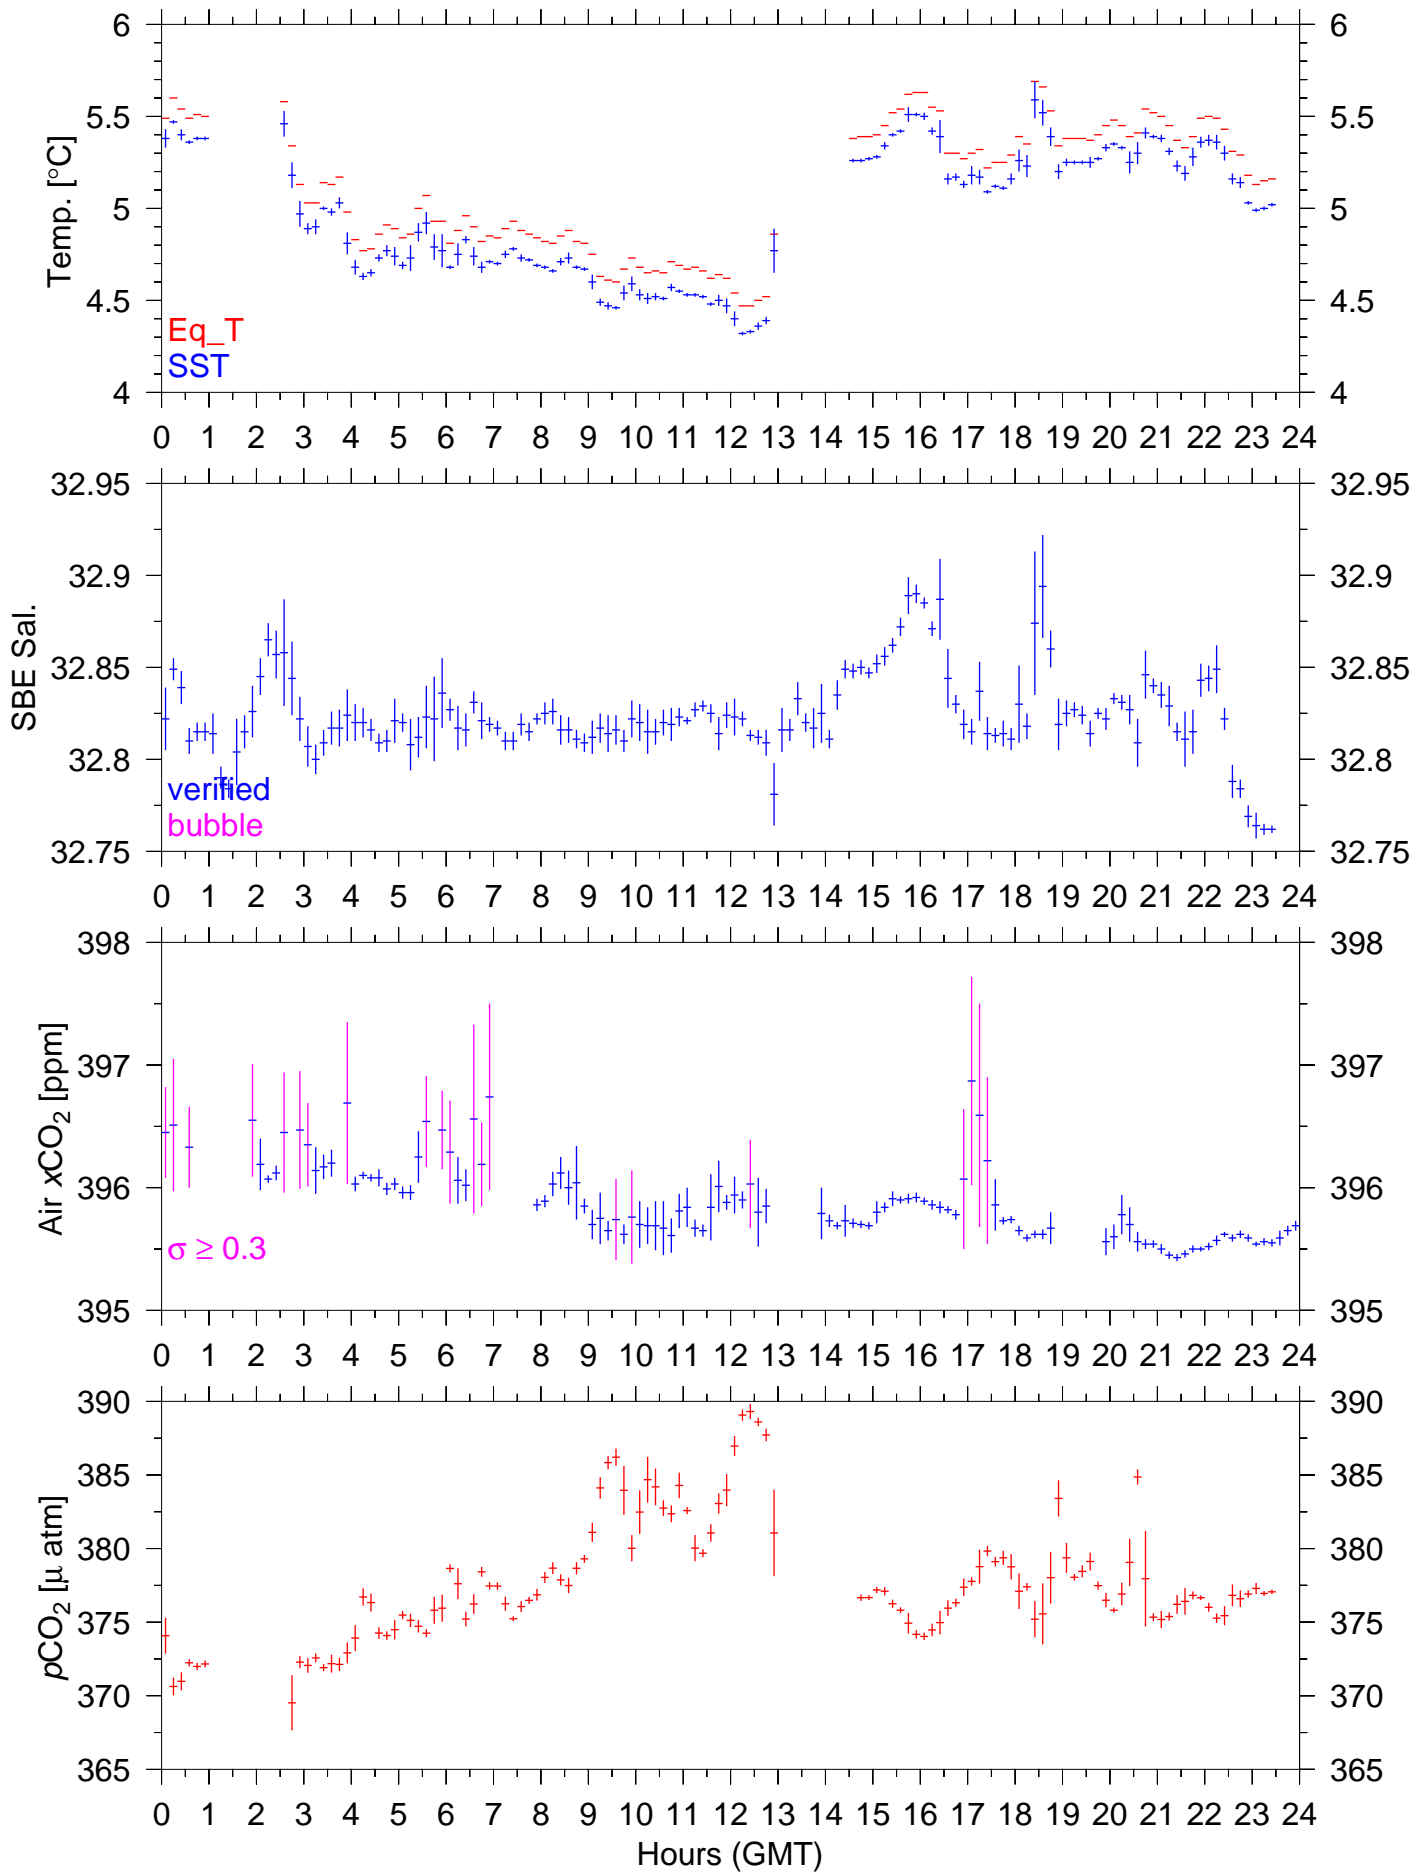 6 6
5.5 5.5
5 5
4.5 4.5
4 4
Temp. [°C]
Eq_T
SST
0 1 2 3 4 5 6 7 8 9 10 11 12 13 14 15 16 17 18 19 20 21 22 23 24
32.95 32.95
32.9 32.9
32.85 32.85
32.8 32.8
32.75 32.75
SBE Sal.
verified
bubble
0 1 2 3 4 5 6 7 8 9 10 11 12 13 14 15 16 17 18 19 20 21 22 23 24
398 398
397 397
396 396
395 395
Air xCO2 [ppm]
σ ≥ 0.3
0 1 2 3 4 5 6 7 8 9 10 11 12 13 14 15 16 17 18 19 20 21 22 23 24
390 390
385 385
380 380
375 375
370 370
365 365
pCO2 [μ atm]
0 1 2 3 4 5 6 7 8 9 10 11 12 13 14 15 16 17 18 19 20 21 22 23 24
Hours (GMT)